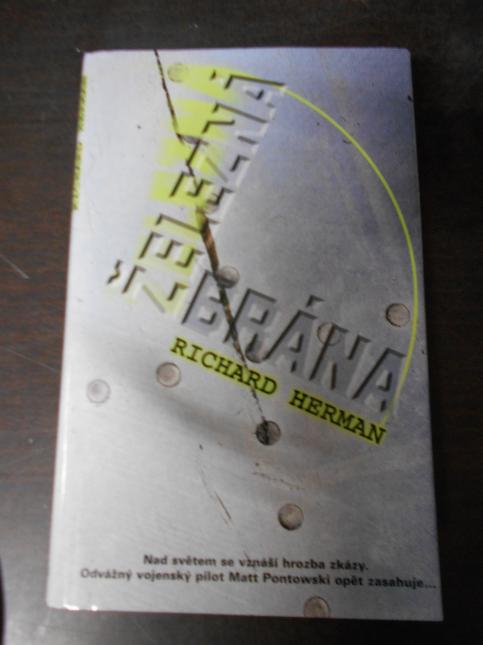 ŽELEZNÁ
BRÁNA
RICHARD HERMAN
Nad světem se vznáší hrozba zkázy.
Odvážný vojenský pilot Matt Pontowski opět zasahuje...